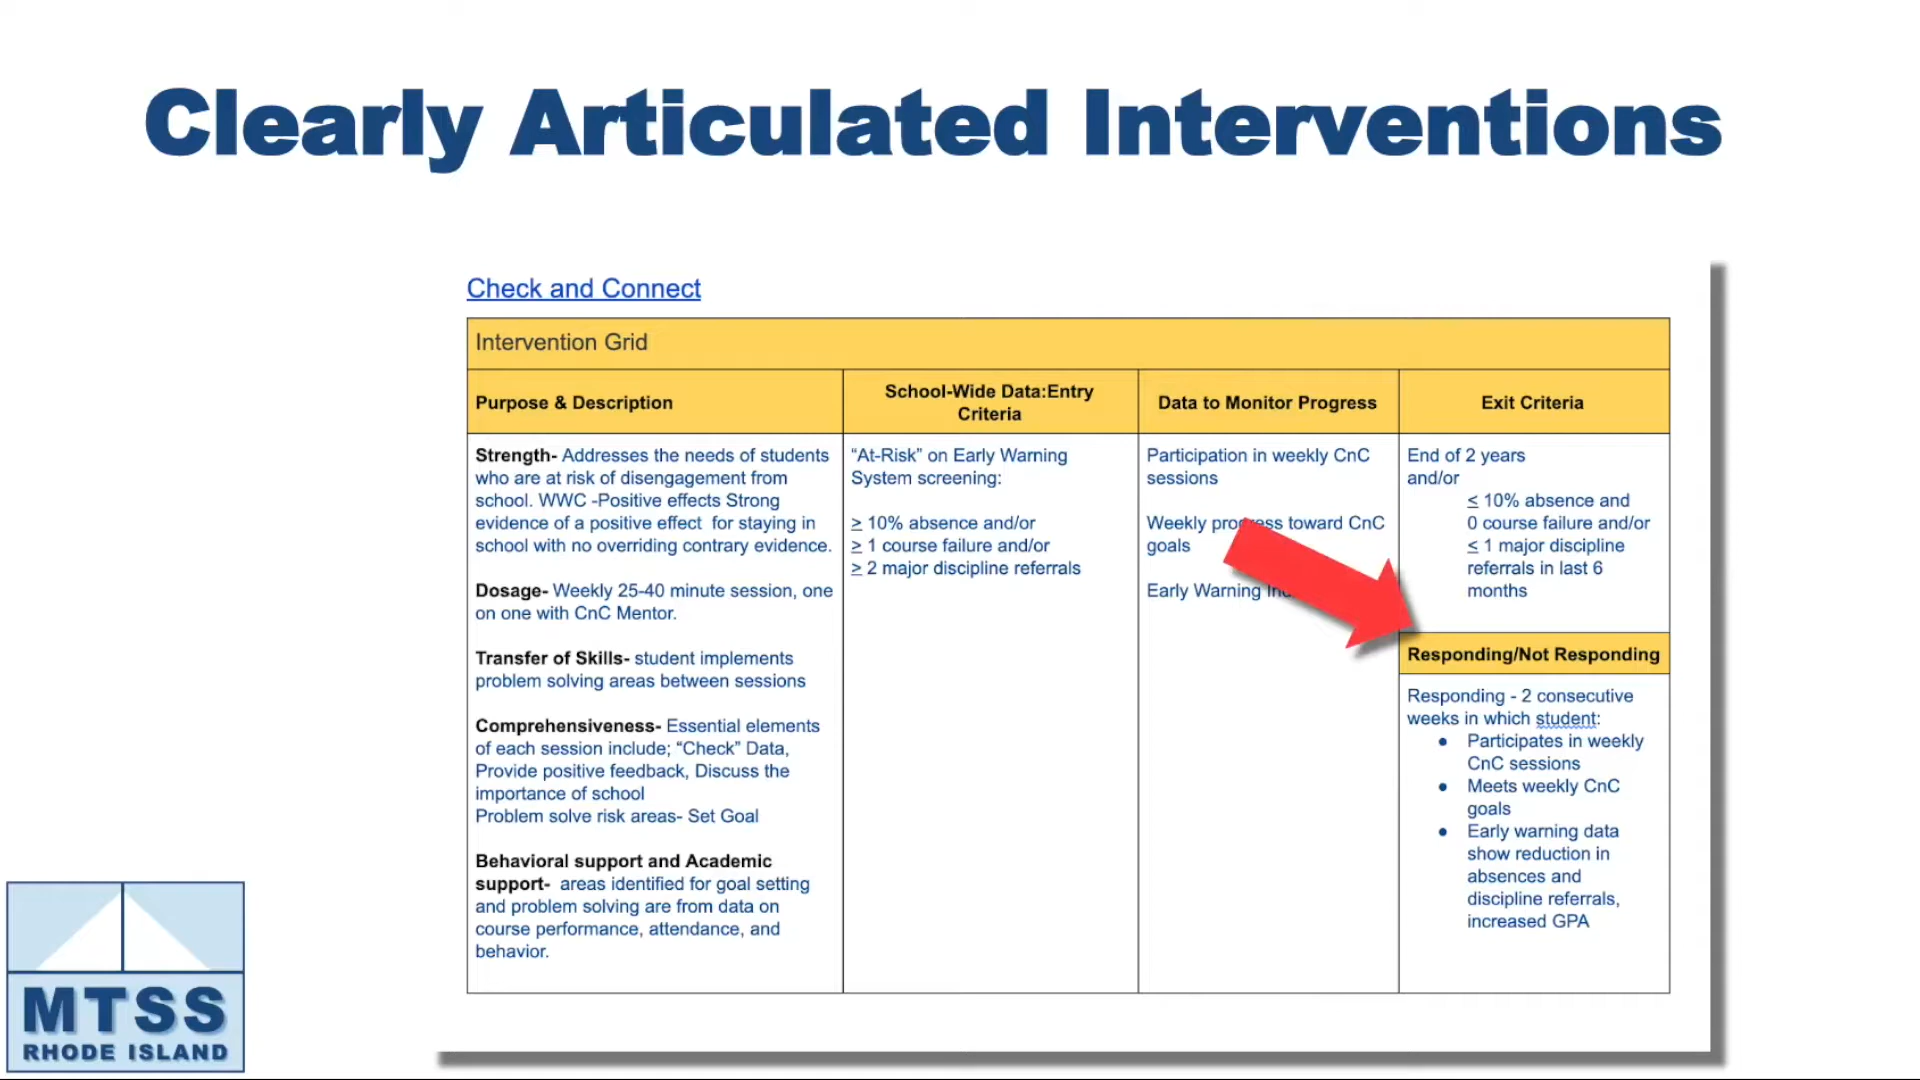 Clearly Articulated Interventions
Check and Connect
Intervention Grid
Purpose & Description
School-Wide Data:Entry
Criteria
Data to Monitor Progress
Exit Criteria
Strength- Addresses the needs of students
who are at risk of disengagement from
school. WWC -Positive effects Strong
evidence of a positive effect for staying in
school with no overriding contrary evidence.
Dosage- Weekly 25-40 minute session, one
on one with CnC Mentor.
Transfer of Skills- student implements
problem solving areas between sessions
Comprehensiveness- Essential elements
of each session include; “Check” Data,
Provide positive feedback, Discuss the
importance of school
Problem solve risk areas- Set Goal
Behavioral support and Academic
support- areas identified for goal setting
and problem solving are from data on
course performance, attendance, and
behavior.
“At-Risk” on Early Warning
System screening:
≥ 10% absence and/or
≥ 1 course failure and/or
≥ 2 major discipline referrals
Participation in weekly CnC
sessions
Weekly progress toward CnC
goals
Early Warning
End of 2 years
and/or
≤ 10% absence and
0 course failure and/or
≤ 1 major discipline
referrals in last 6
months
Responding/Not Responding
Responding - 2 consecutive
weeks in which student:
● Participates in weekly
CnC sessions
● Meets weekly CnC
goals
● Early warning data
show reduction in
absences and
discipline referrals,
increased GPA
MTSS
RHODE ISLAND